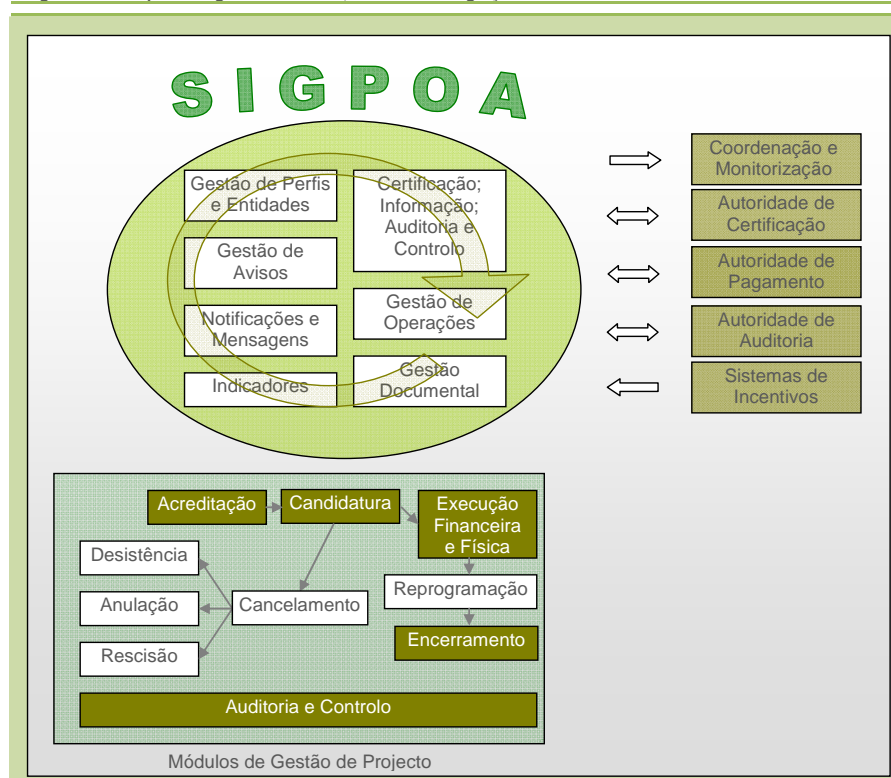 SIGPOA
Gestão de Perfis
e Entidades
Certificação;
Informação;
Auditoria e
Controlo
Gestão de
Avisos
Notificações e
Mensagens
Gestão de
Operações
Indicadores
Gestão
Documental
Coordenação e
Monitorização
Autoridade de
Certificação
Autoridade de
Pagamento
Autoridade de
Auditoria
Sistemas de
Incentivos
Acreditação
Candidatura
Execução
Financeira
e Física
Desistência
Anulação
Rescisão
Cancelamento
Reprogramação
Encerramento
Auditoria e Controlo
Módulos de Gestão de Projecto